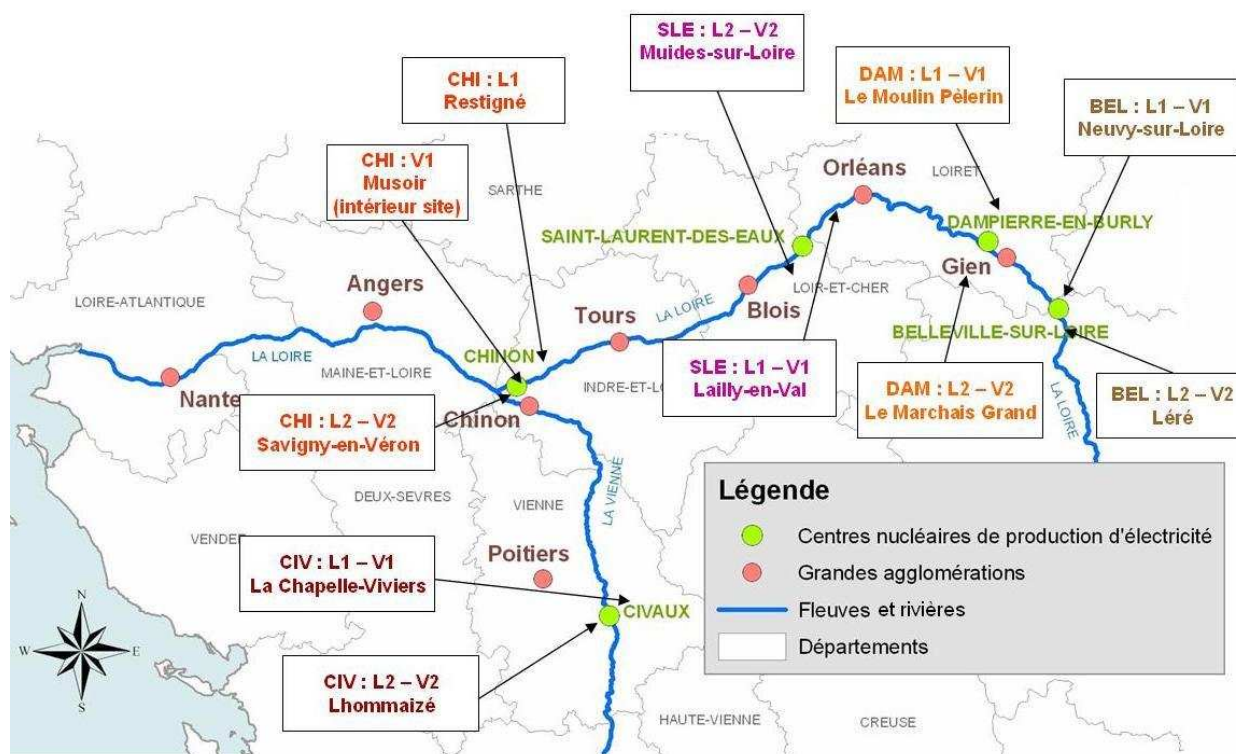 SLE : L2 – V2
Muides-sur-Loire
CHI : L1
Restigné
DAM : L1 – V1
Le Moulin Pèlerin
BEL : L1 – V1
Neuvy-sur-Loire
CHI : V1
Musoir
(intérieur site)
SARTHE
Orléans
LOIRET
SAINT-LAURENT-DES-EAUX
DAMPIERRE-EN-BURLY
Gien
LOIRE-ATLANTIQUE
Angers
Blois
LOIR-ET-CHER
LA LOIRE
Tours
BELLEVILLE-SUR-LOIRE
LA LOIRE
CHINON
MAINE-ET-LOIRE
INDRE-ET-LO
SLE : L1 – V1
Lailly-en-Val
DAM : L2 – V2
Le Marchais Grand
BEL : L2 – V2
Léré
LA LOIRE
Nante
Chinon
CHI : L2 – V2
Savigny-en-Véron
DEUX-SEVRES
VIENNE
LA VIENNE
VENDEE
Poitiers
CIV : L1 – V1
La Chapelle-Viviers
CIVAUX
CIV : L2 – V2
Lhommaizé
HAUTE-VIENNE
CREUSE
N
W
E
S
Légende
Centres nucléaires de production d'électricité
Grandes agglomérations
Fleuves et rivières
Départements